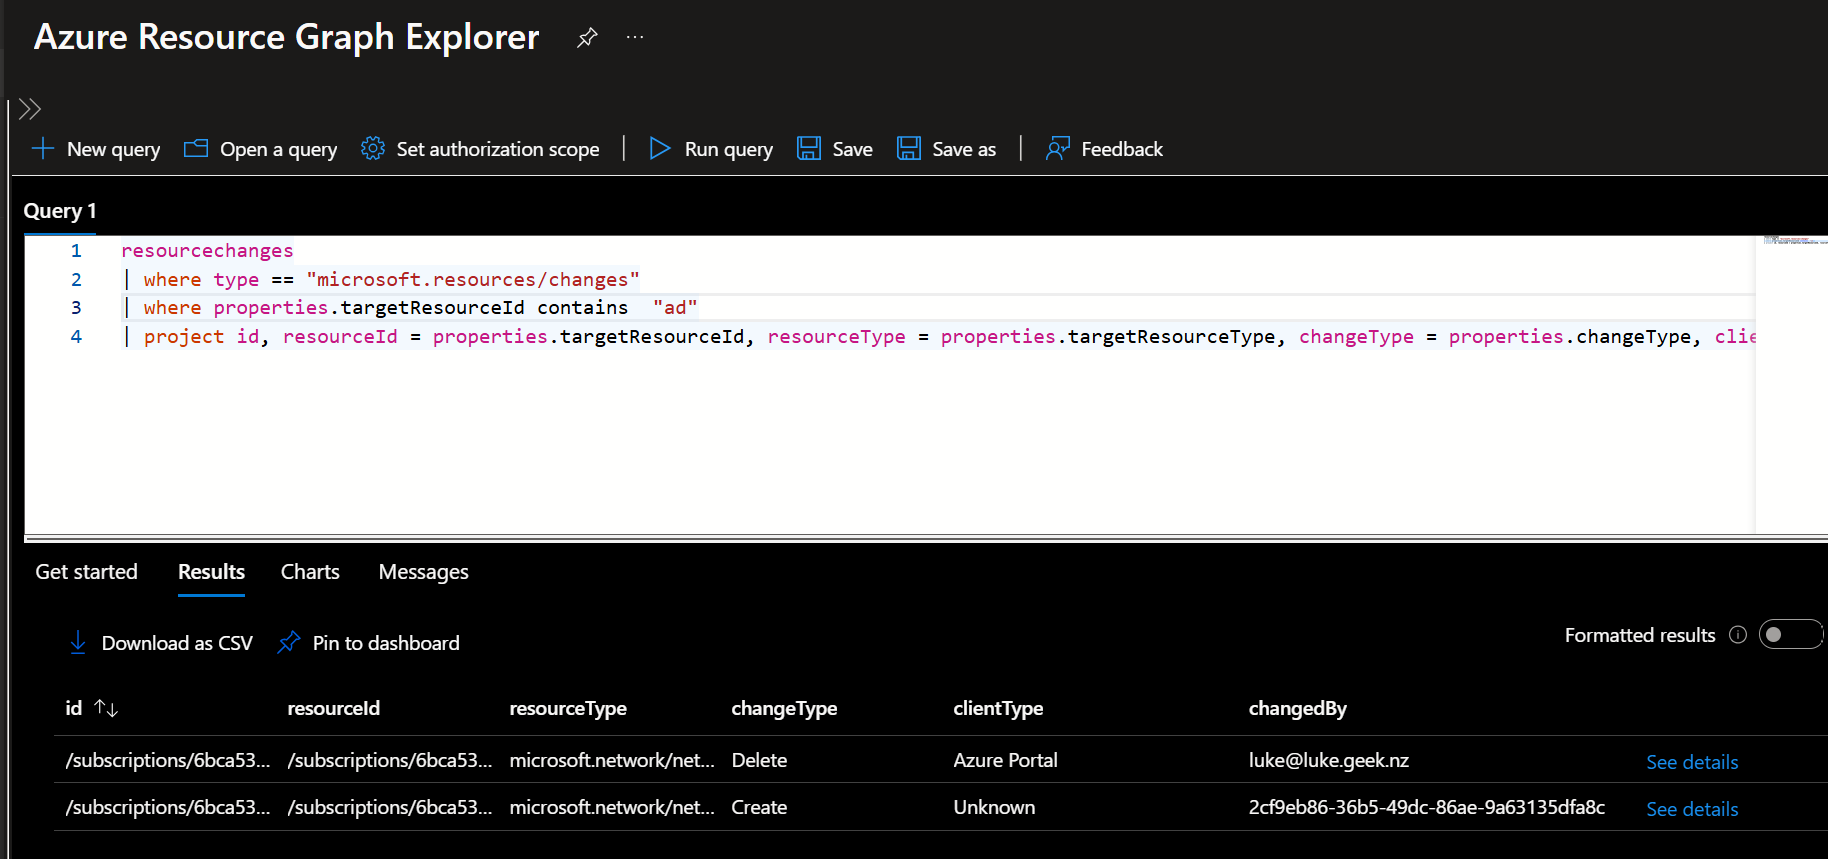 Azure Resource Graph Explorer
New query Open a query Set authorization scope Run query Save Save as Feedback
Query 1
1 resourcechanges
2 | where type == "microsoft.resources/changes"
3 | where properties.targetResourceId contains  "ad"
4 | project id, resourceId = properties.targetResourceId, resourceType = properties.targetResourceType, changeType = properties.changeType, clie
Get started Results Charts Messages
Download as CSV Pin to dashboard Formatted results
id resourceId resourceType changeType clientType changedBy
/subscriptions/6bca53... /subscriptions/6bca53... microsoft.network/net... Delete Azure Portal luke@luke.geek.nz See details
/subscriptions/6bca53... /subscriptions/6bca53... microsoft.network/net... Create Unknown 2cf9eb86-36b5-49dc-86ae-9a63135dfa8c See details